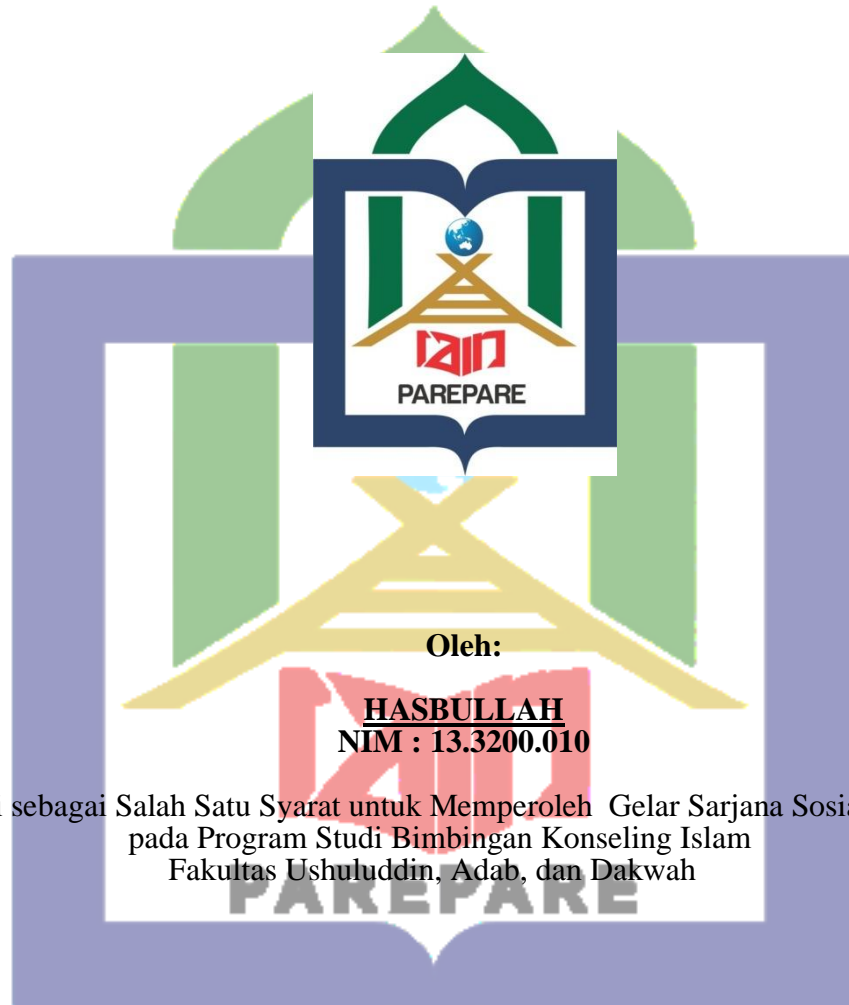 iain
PAREPARE
Oleh:
HASBULLAH
NIM : 13.3200.010
sebagai Salah Satu Syarat untuk Memperoleh Gelar Sarjana
pada Program Studi Bimbingan Konseling Islam
Fakultas Ushuluddin, Adab, dan Dakwah
PAREPARE